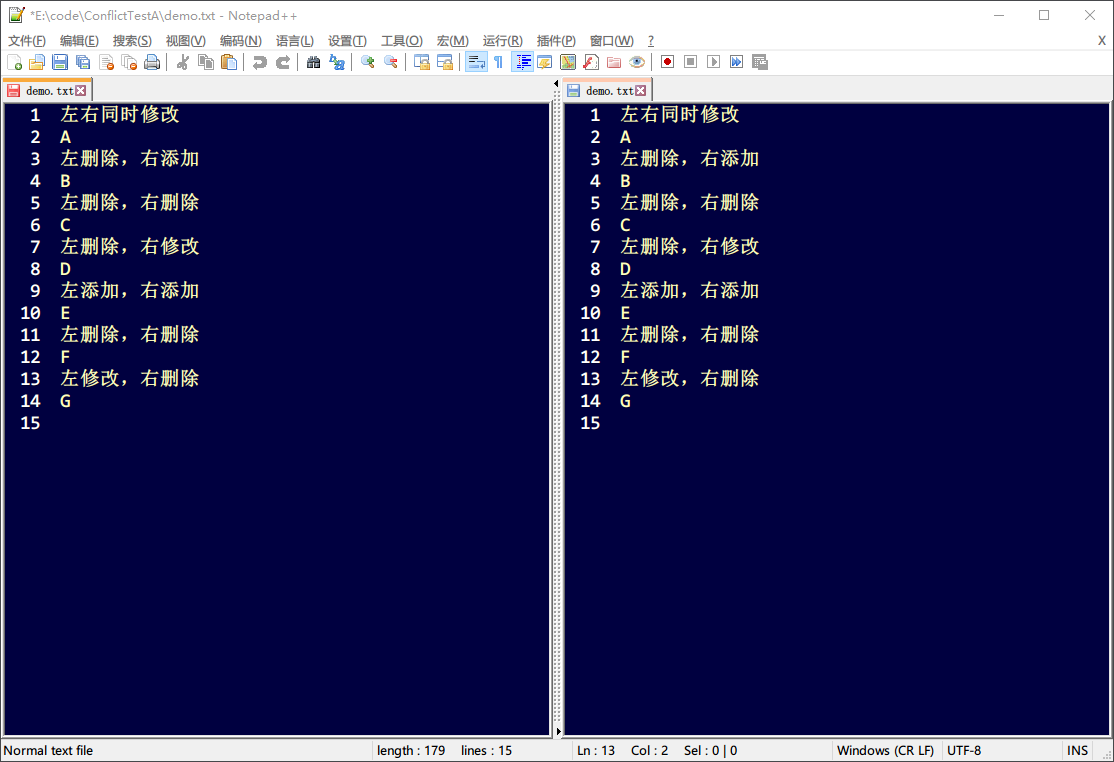 *E:\code\ConflictTestA\demo.txt - Notepad++
文件(F) 编辑(E) 搜索(S) 视图(V) 编码(N) 语言(L) 设置(T) 工具(O) 宏(M) 运行(R) 插件(P) 窗口(W) ? X
demo.txt
1 左右同时修改
2 A
3 左删除，右添加
4 B
5 左删除，右删除
6 C
7 左删除，右修改
8 D
9 左添加，右添加
10 E
11 左删除，右删除
12 F
13 左修改，右删除
14 G
15
demo.txt
1 左右同时修改
2 A
3 左删除，右添加
4 B
5 左删除，右删除
6 C
7 左删除，右修改
8 D
9 左添加，右添加
10 E
11 左删除，右删除
12 F
13 左修改，右删除
14 G
15
Normal text file length : 179 lines : 15 Ln : 13 Col : 2 Sel : 0 | 0 Windows (CR LF) UTF-8 INS